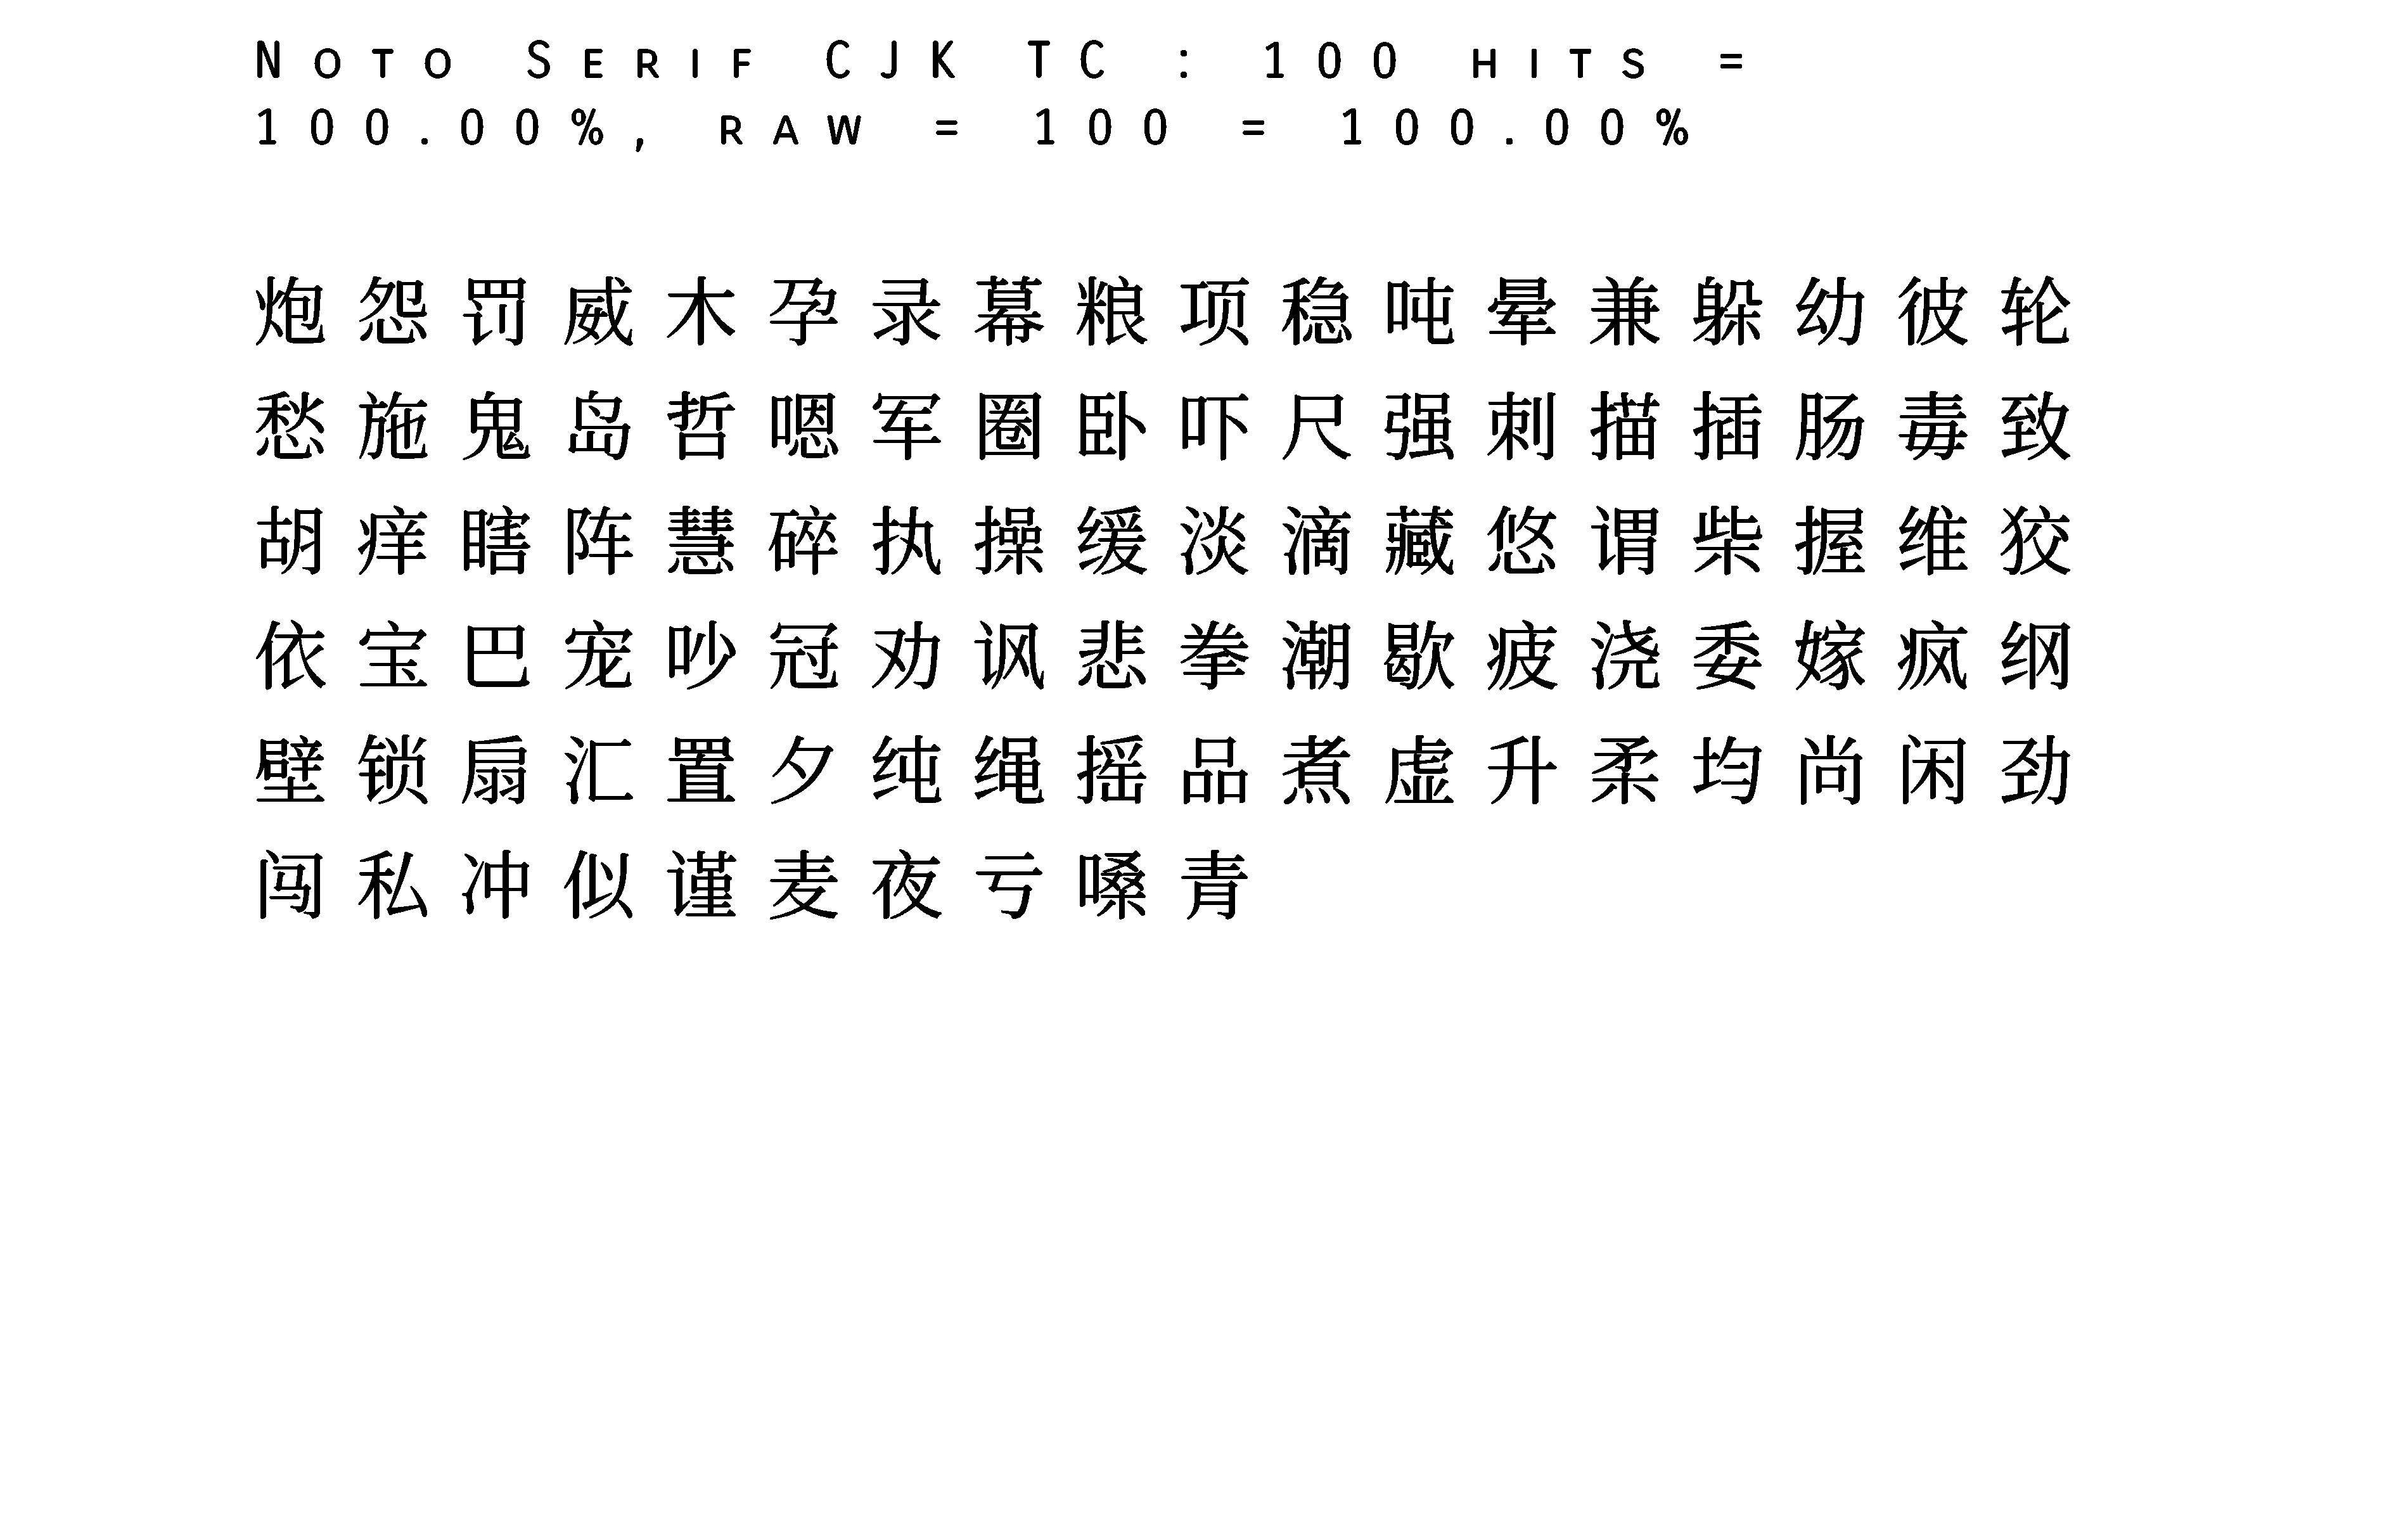 Noto Serif CJK TC : 100 hits =
100.00%, raw = 100 = 100.00%
炮怨罚威木孕录幕粮项稳吨晕兼躲幼彼轮
愁施鬼岛哲嗯军圈卧吓尺强刺描插肠毒致
胡痒瞎阵慧碎执操缓淡滴藏悠谓柴握维狡
依宝巴宠吵冠劝讽悲拳潮歇疲浇委嫁疯纲
壁锁扇汇置夕纯绳摇品煮虚升柔均尚闲劲
闯私冲似谨麦夜亏嗓青